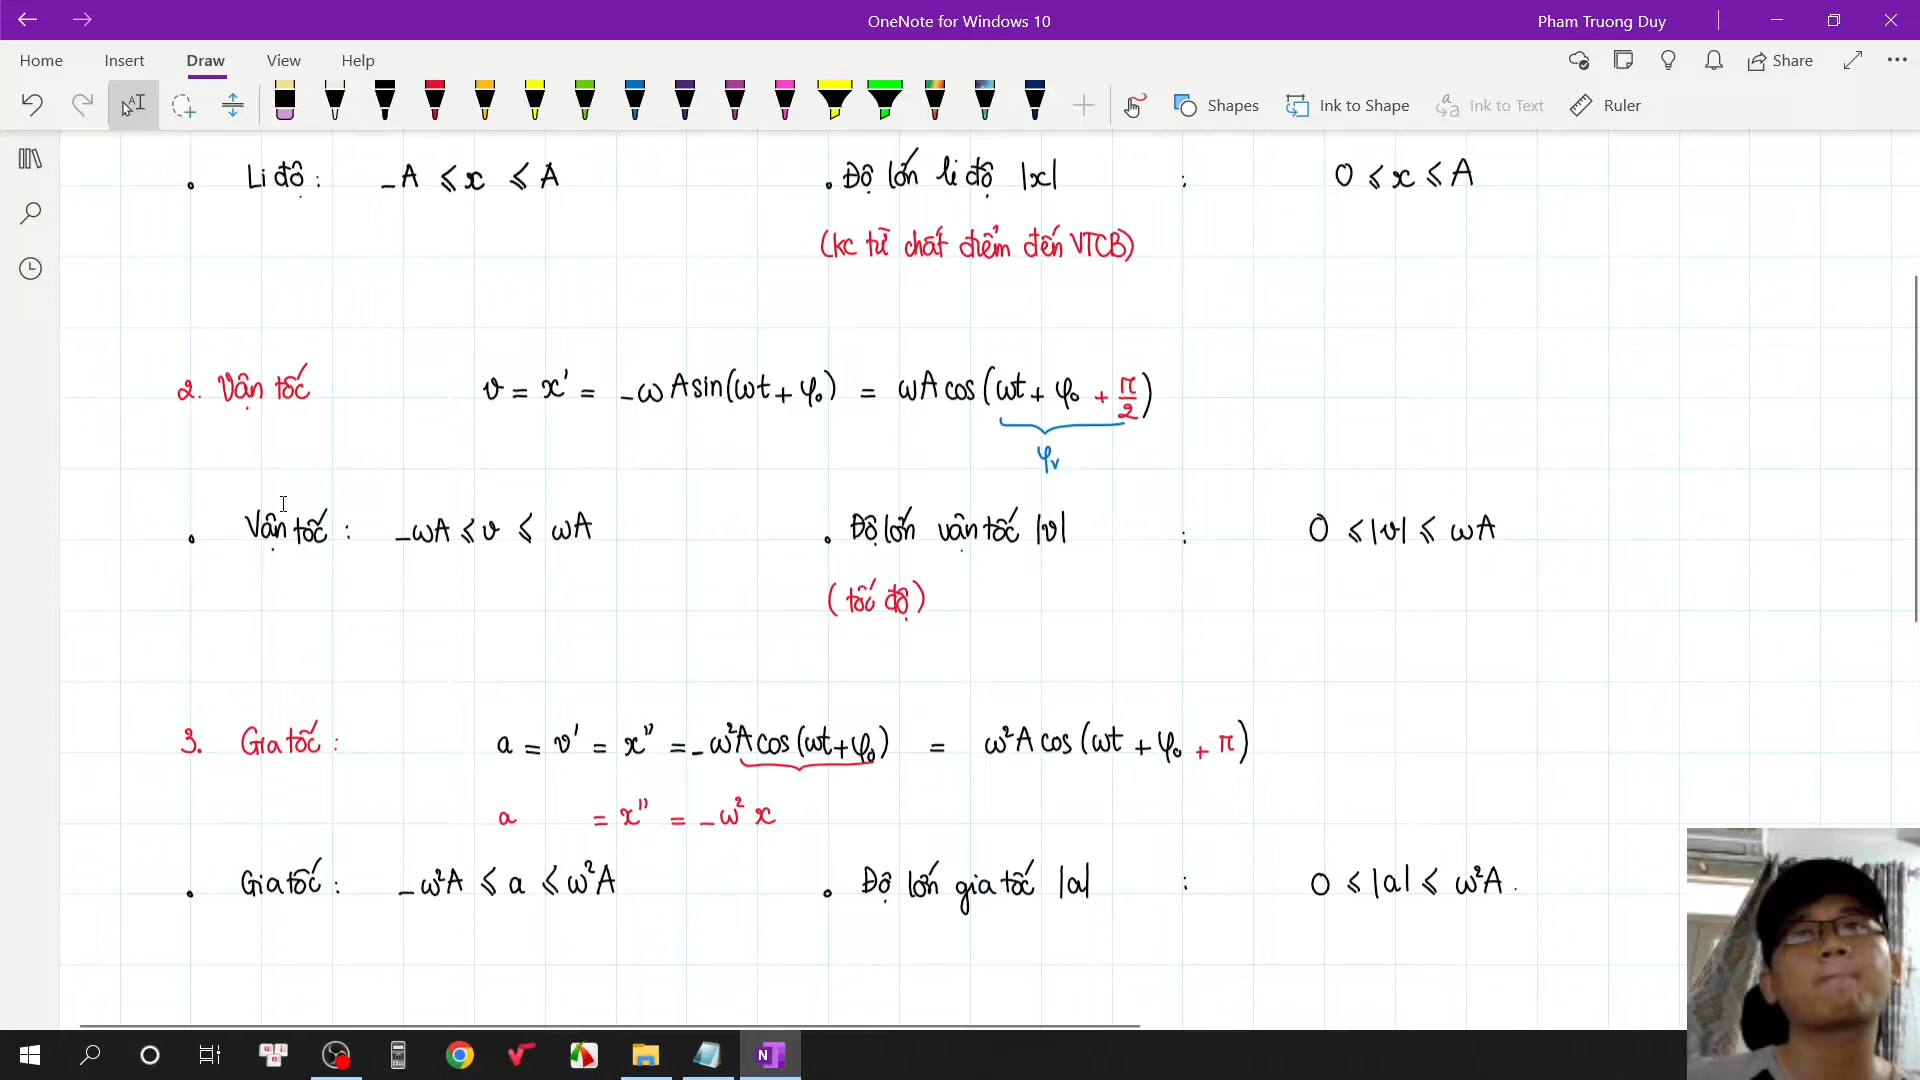 OneNote for Windows 10
Pham Truong Duy
Home Insert Draw View Help
Share
Shapes Ink to Shape Ink to Text Ruler
• Li độ: -A ⩽ x ⩽ A • Độ lớn li độ |x| : 0 ⩽ x ⩽ A
(kc từ chất điểm đến VTCB)
2. Vận tốc v = x' = -ωAsin(ωt + φ₀) = ωA cos(ωt + φ₀ + π/2)
φᵥ
• Vận tốc: -ωA ⩽ v ⩽ ωA • Độ lớn vận tốc |v| : 0 ⩽ |v| ⩽ ωA
(tốc độ)
3. Gia tốc: a = v' = x'' = -ω²Acos(ωt+φ₀) = ω²A cos(ωt + φ₀ + π)
a = x'' = -ω² x
• Gia tốc: -ω²A ⩽ a ⩽ ω²A • Độ lớn gia tốc |a| : 0 ⩽ |a| ⩽ ω²A.